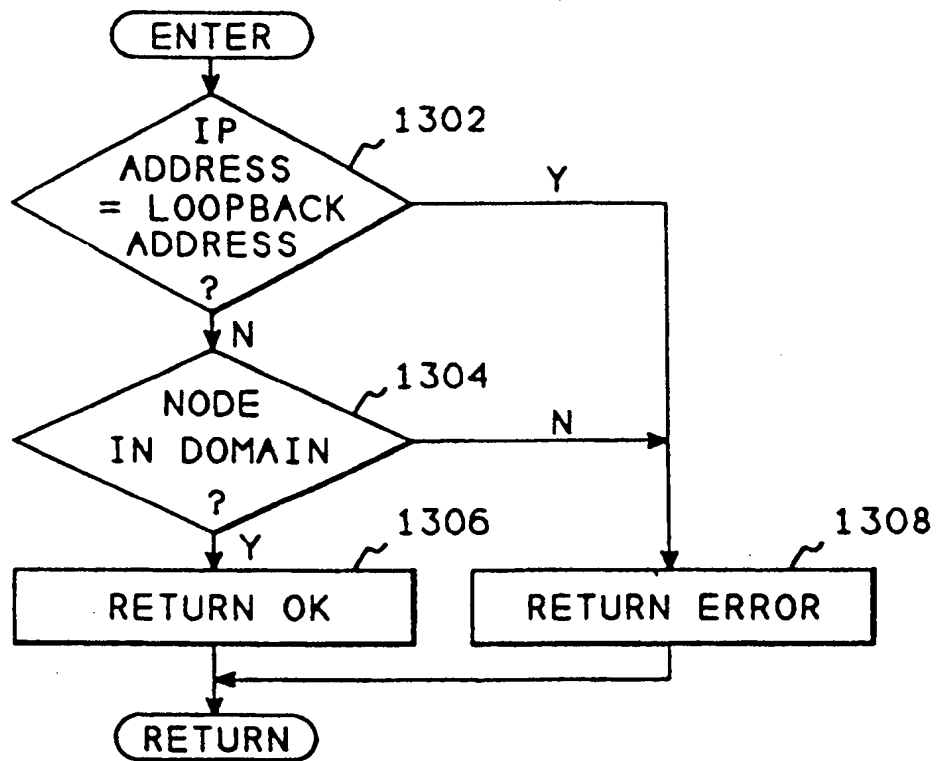 ENTER
1302
IP
ADDRESS
= LOOPBACK
ADDRESS
?
Y
N
1304
NODE
IN DOMAIN
?
N
Y
1306
1308
RETURN OK
RETURN ERROR
RETURN